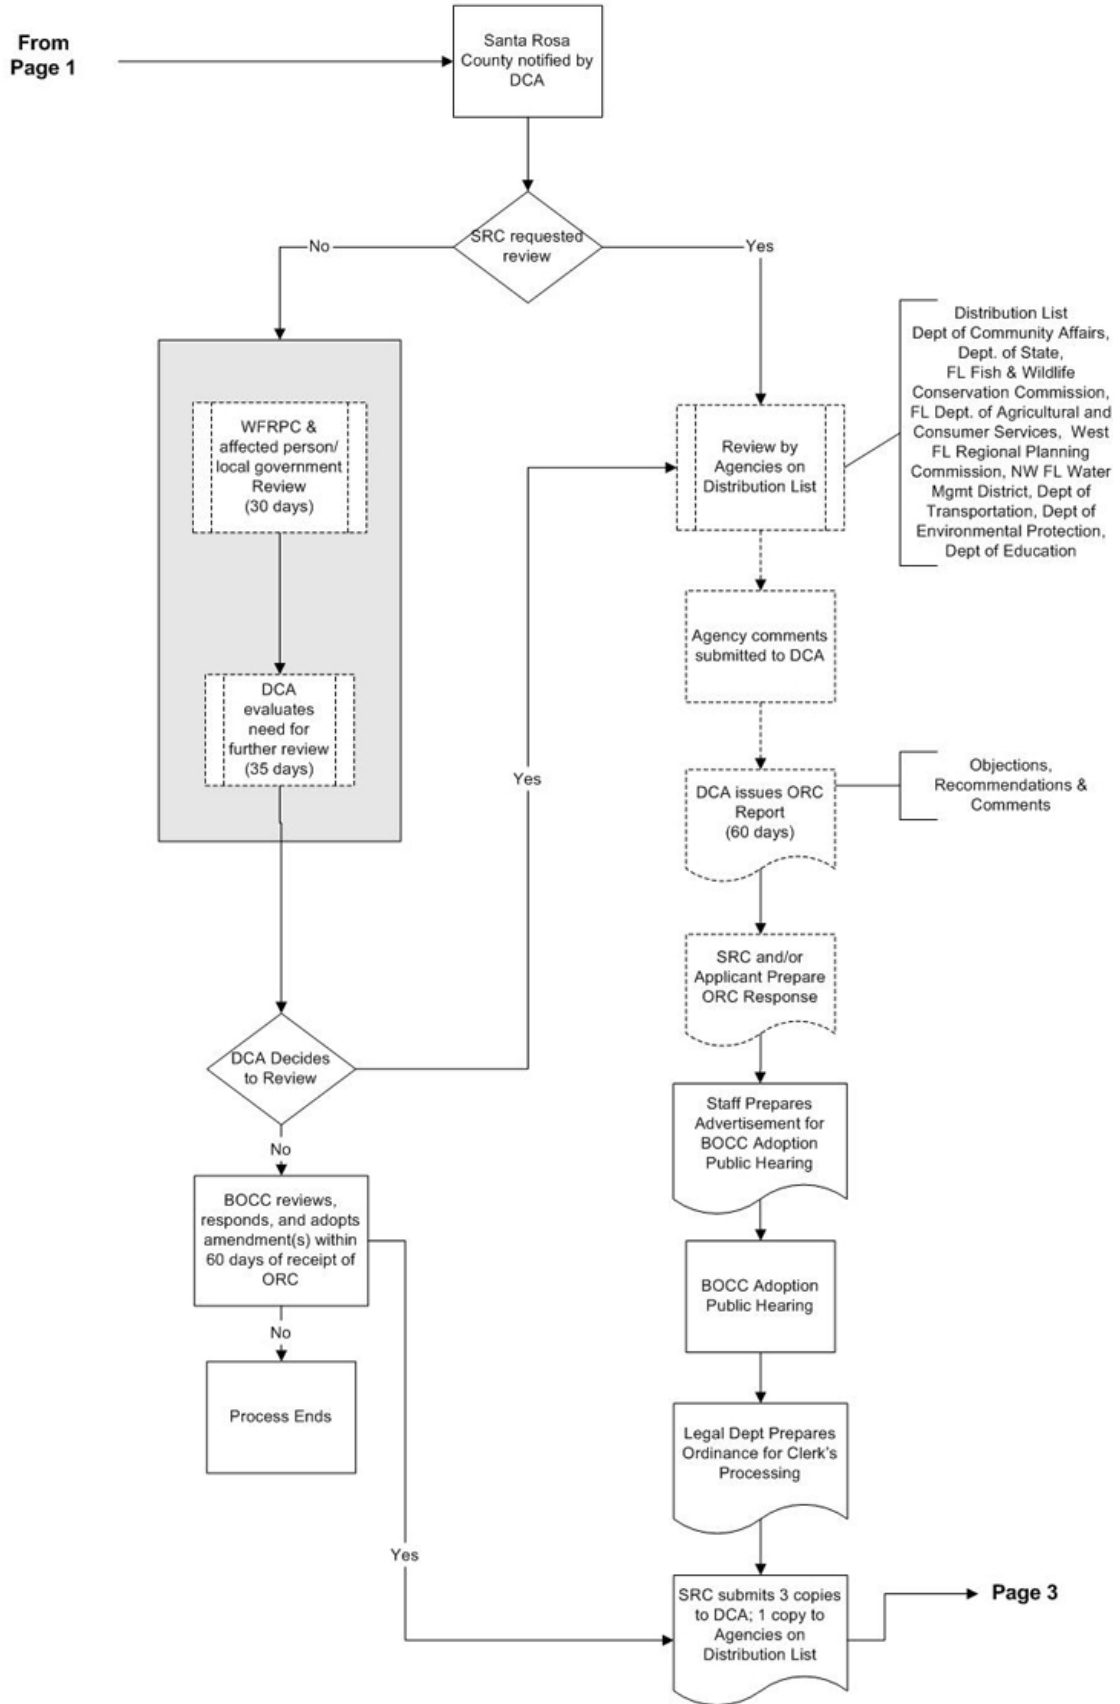 From
Page 1
Santa Rosa
County notified by
DCA
SRC requested
review
No
Yes
Distribution List
Dept of Community Affairs,
Dept. of State,
FL Fish & Wildlife
Conservation Commission,
FL Dept. of Agricultural and
Consumer Services, West
FL Regional Planning
Commission, NW FL Water
Mgmt District, Dept of
Transportation, Dept of
Environmental Protection,
Dept of Education
WFRPC &
affected person/
local government
Review
(30 days)
Review by
Agencies on
Distribution List
Agency comments
submitted to DCA
DCA
evaluates
need for
further review
(35 days)
Yes
DCA issues ORC
Report
(60 days)
Objections,
Recommendations &
Comments
SRC and/or
Applicant Prepare
ORC Response
DCA Decides
to Review
Staff Prepares
Advertisement for
BOCC Adoption
Public Hearing
No
BOCC reviews,
responds, and adopts
amendment(s) within
60 days of receipt of
ORC
BOCC Adoption
Public Hearing
No
Process Ends
Legal Dept Prepares
Ordinance for Clerk's
Processing
Yes
SRC submits 3 copies
to DCA; 1 copy to
Agencies on
Distribution List
Page 3